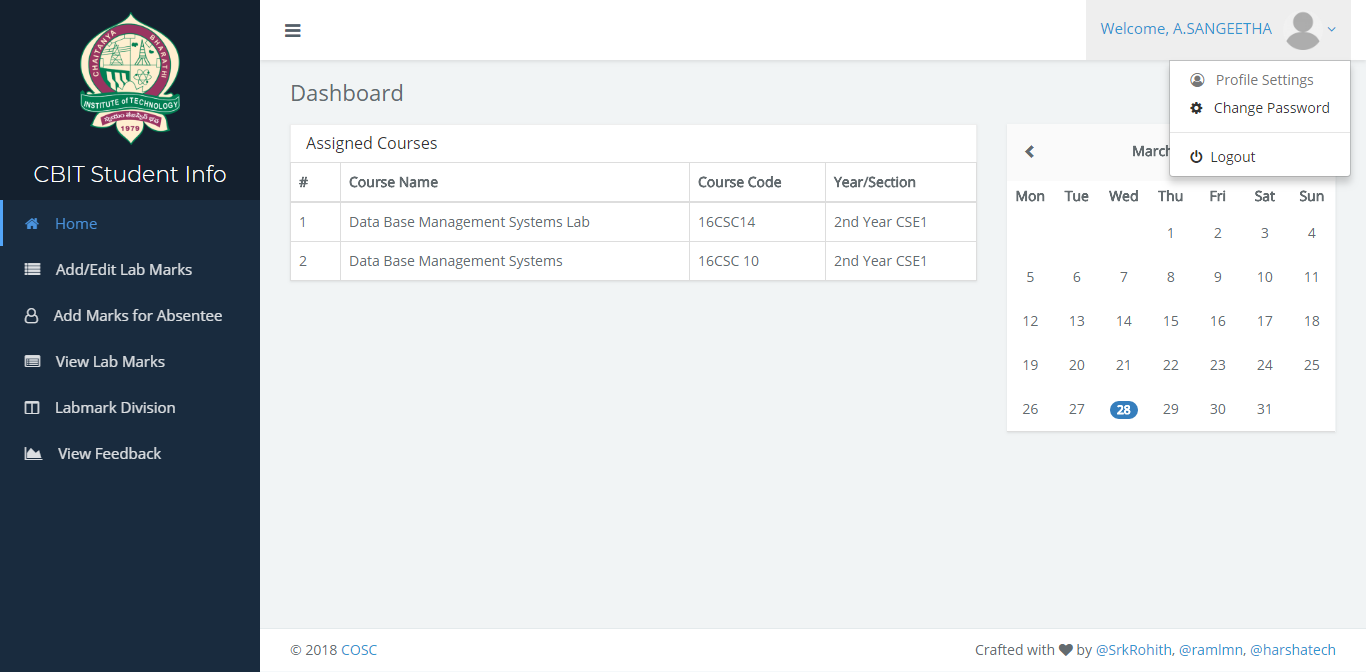 CHAITANYA BHARATHI
INSTITUTE of TECHNOLOGY
1979
CBIT Student Info
Home
Add/Edit Lab Marks
Add Marks for Absentee
View Lab Marks
Labmark Division
View Feedback
Welcome, A.SANGEETHA
Profile Settings
Change Password
Logout
Dashboard
Assigned Courses
# Course Name Course Code Year/Section
1 Data Base Management Systems Lab 16CSC14 2nd Year CSE1
2 Data Base Management Systems 16CSC 10 2nd Year CSE1
March
Mon Tue Wed Thu Fri Sat Sun
1 2 3 4
5 6 7 8 9 10 11
12 13 14 15 16 17 18
19 20 21 22 23 24 25
26 27 28 29 30 31
© 2018 COSC
Crafted with ♥ by @SrkRohith, @ramlmn, @harshatech